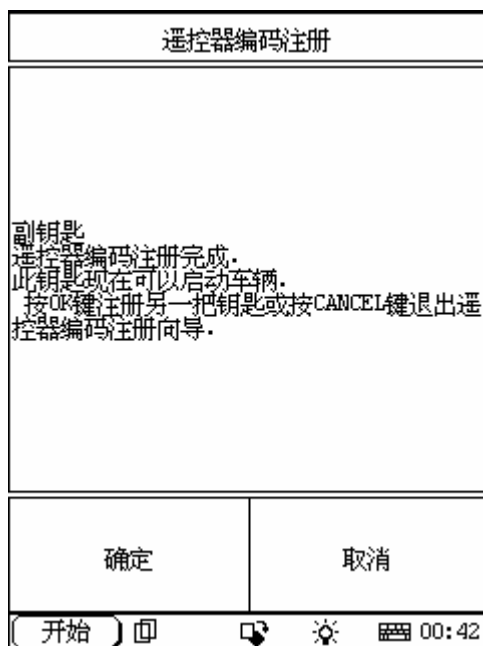 遥控器编码注册
副钥匙
遥控器编码注册完成.
此钥匙现在可以启动车辆.
按OK键注册另一把钥匙或按CANCEL键退出遥
控器编码注册向导.
确定
取消
开始
00:42